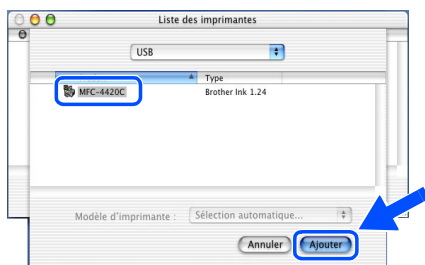 Liste des imprimantes
USB
Type
MFC-4420C Brother Ink 1.24
Modèle d'imprimante : Sélection automatique...
Annuler Ajouter